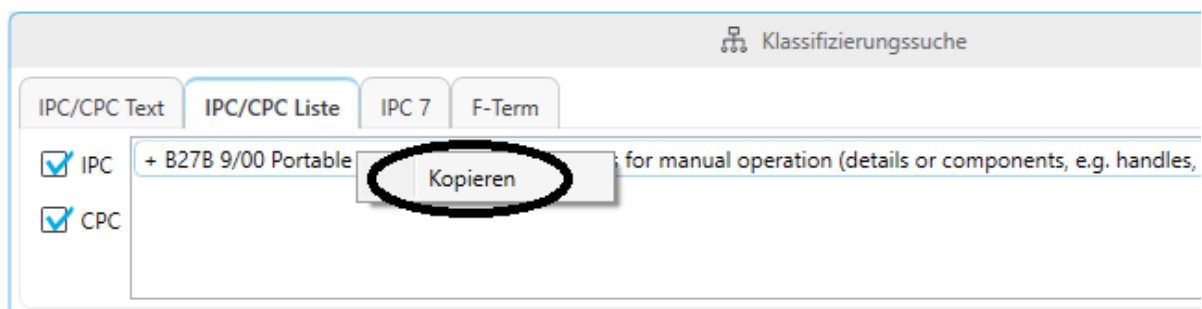 Klassifizierungssuche
IPC/CPC Text IPC/CPC Liste IPC 7 F-Term
IPC + B27B 9/00 Portable for manual operation (details or components, e.g. handles,
Kopieren
CPC